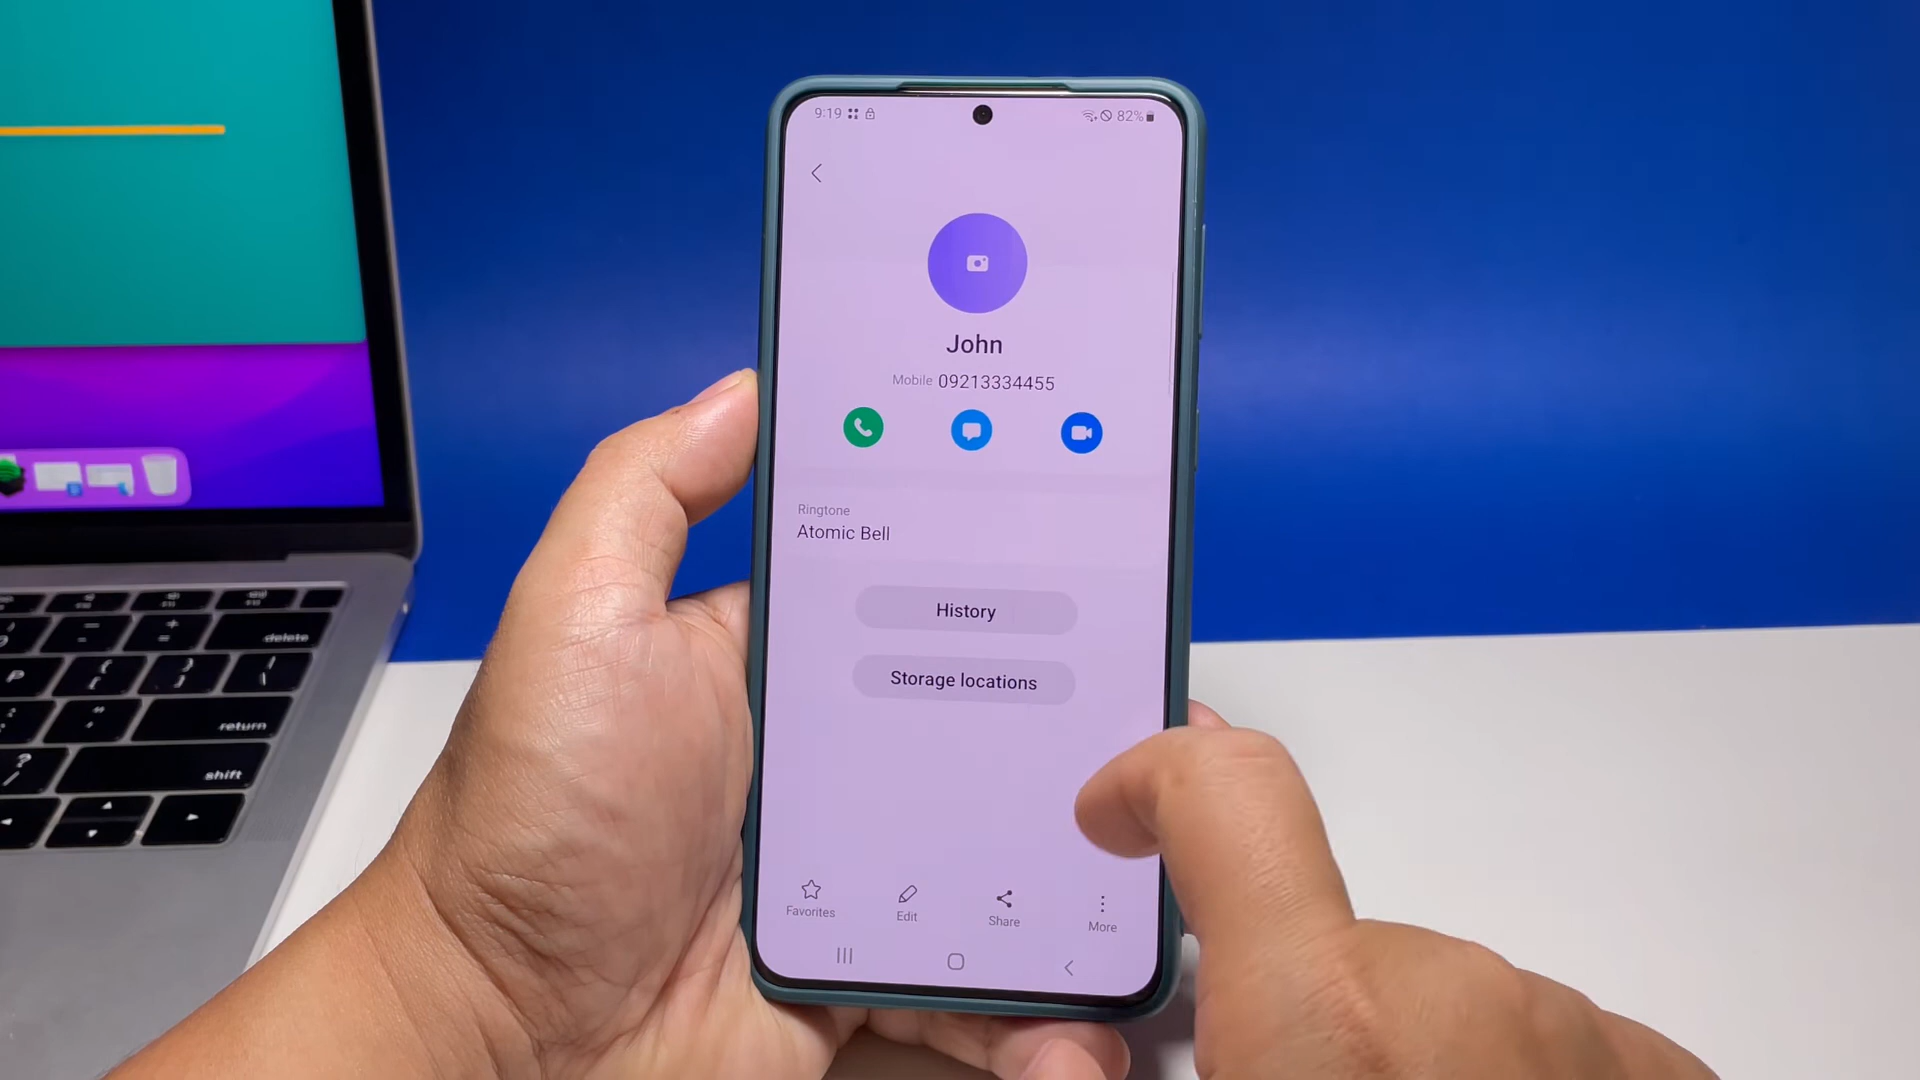 9:19
82%
John
Mobile 09213334455
Ringtone
Atomic Bell
History
Storage locations
Favorites
Edit
Share
More
delete
return
shift